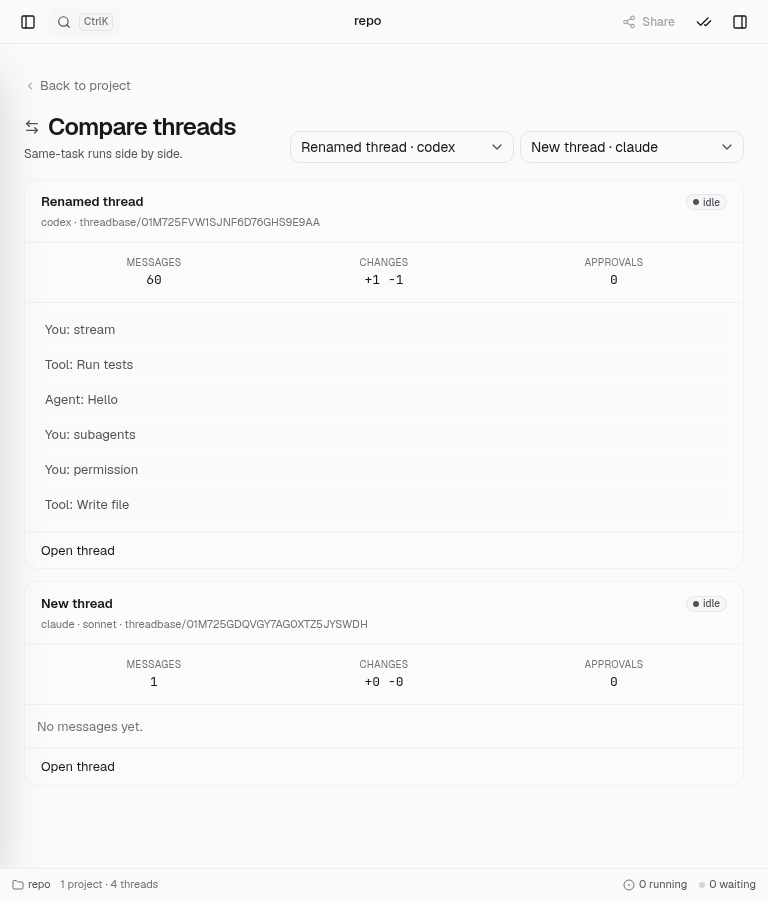 CtrlK
repo
Share
Back to project
Compare threads
Same-task runs side by side.
Renamed thread · codex
New thread · claude
Renamed thread
idle
codex · threadbase/01M725FVW1SJNF6D76GHS9E9AA
MESSAGES
CHANGES
APPROVALS
60
+1 -1
0
You: stream
Tool: Run tests
Agent: Hello
You: subagents
You: permission
Tool: Write file
Open thread
New thread
idle
claude · sonnet · threadbase/01M725GDQVGY7AG0XTZ5JYSWDH
MESSAGES
CHANGES
APPROVALS
1
+0 -0
0
No messages yet.
Open thread
repo
1 project · 4 threads
0 running
0 waiting